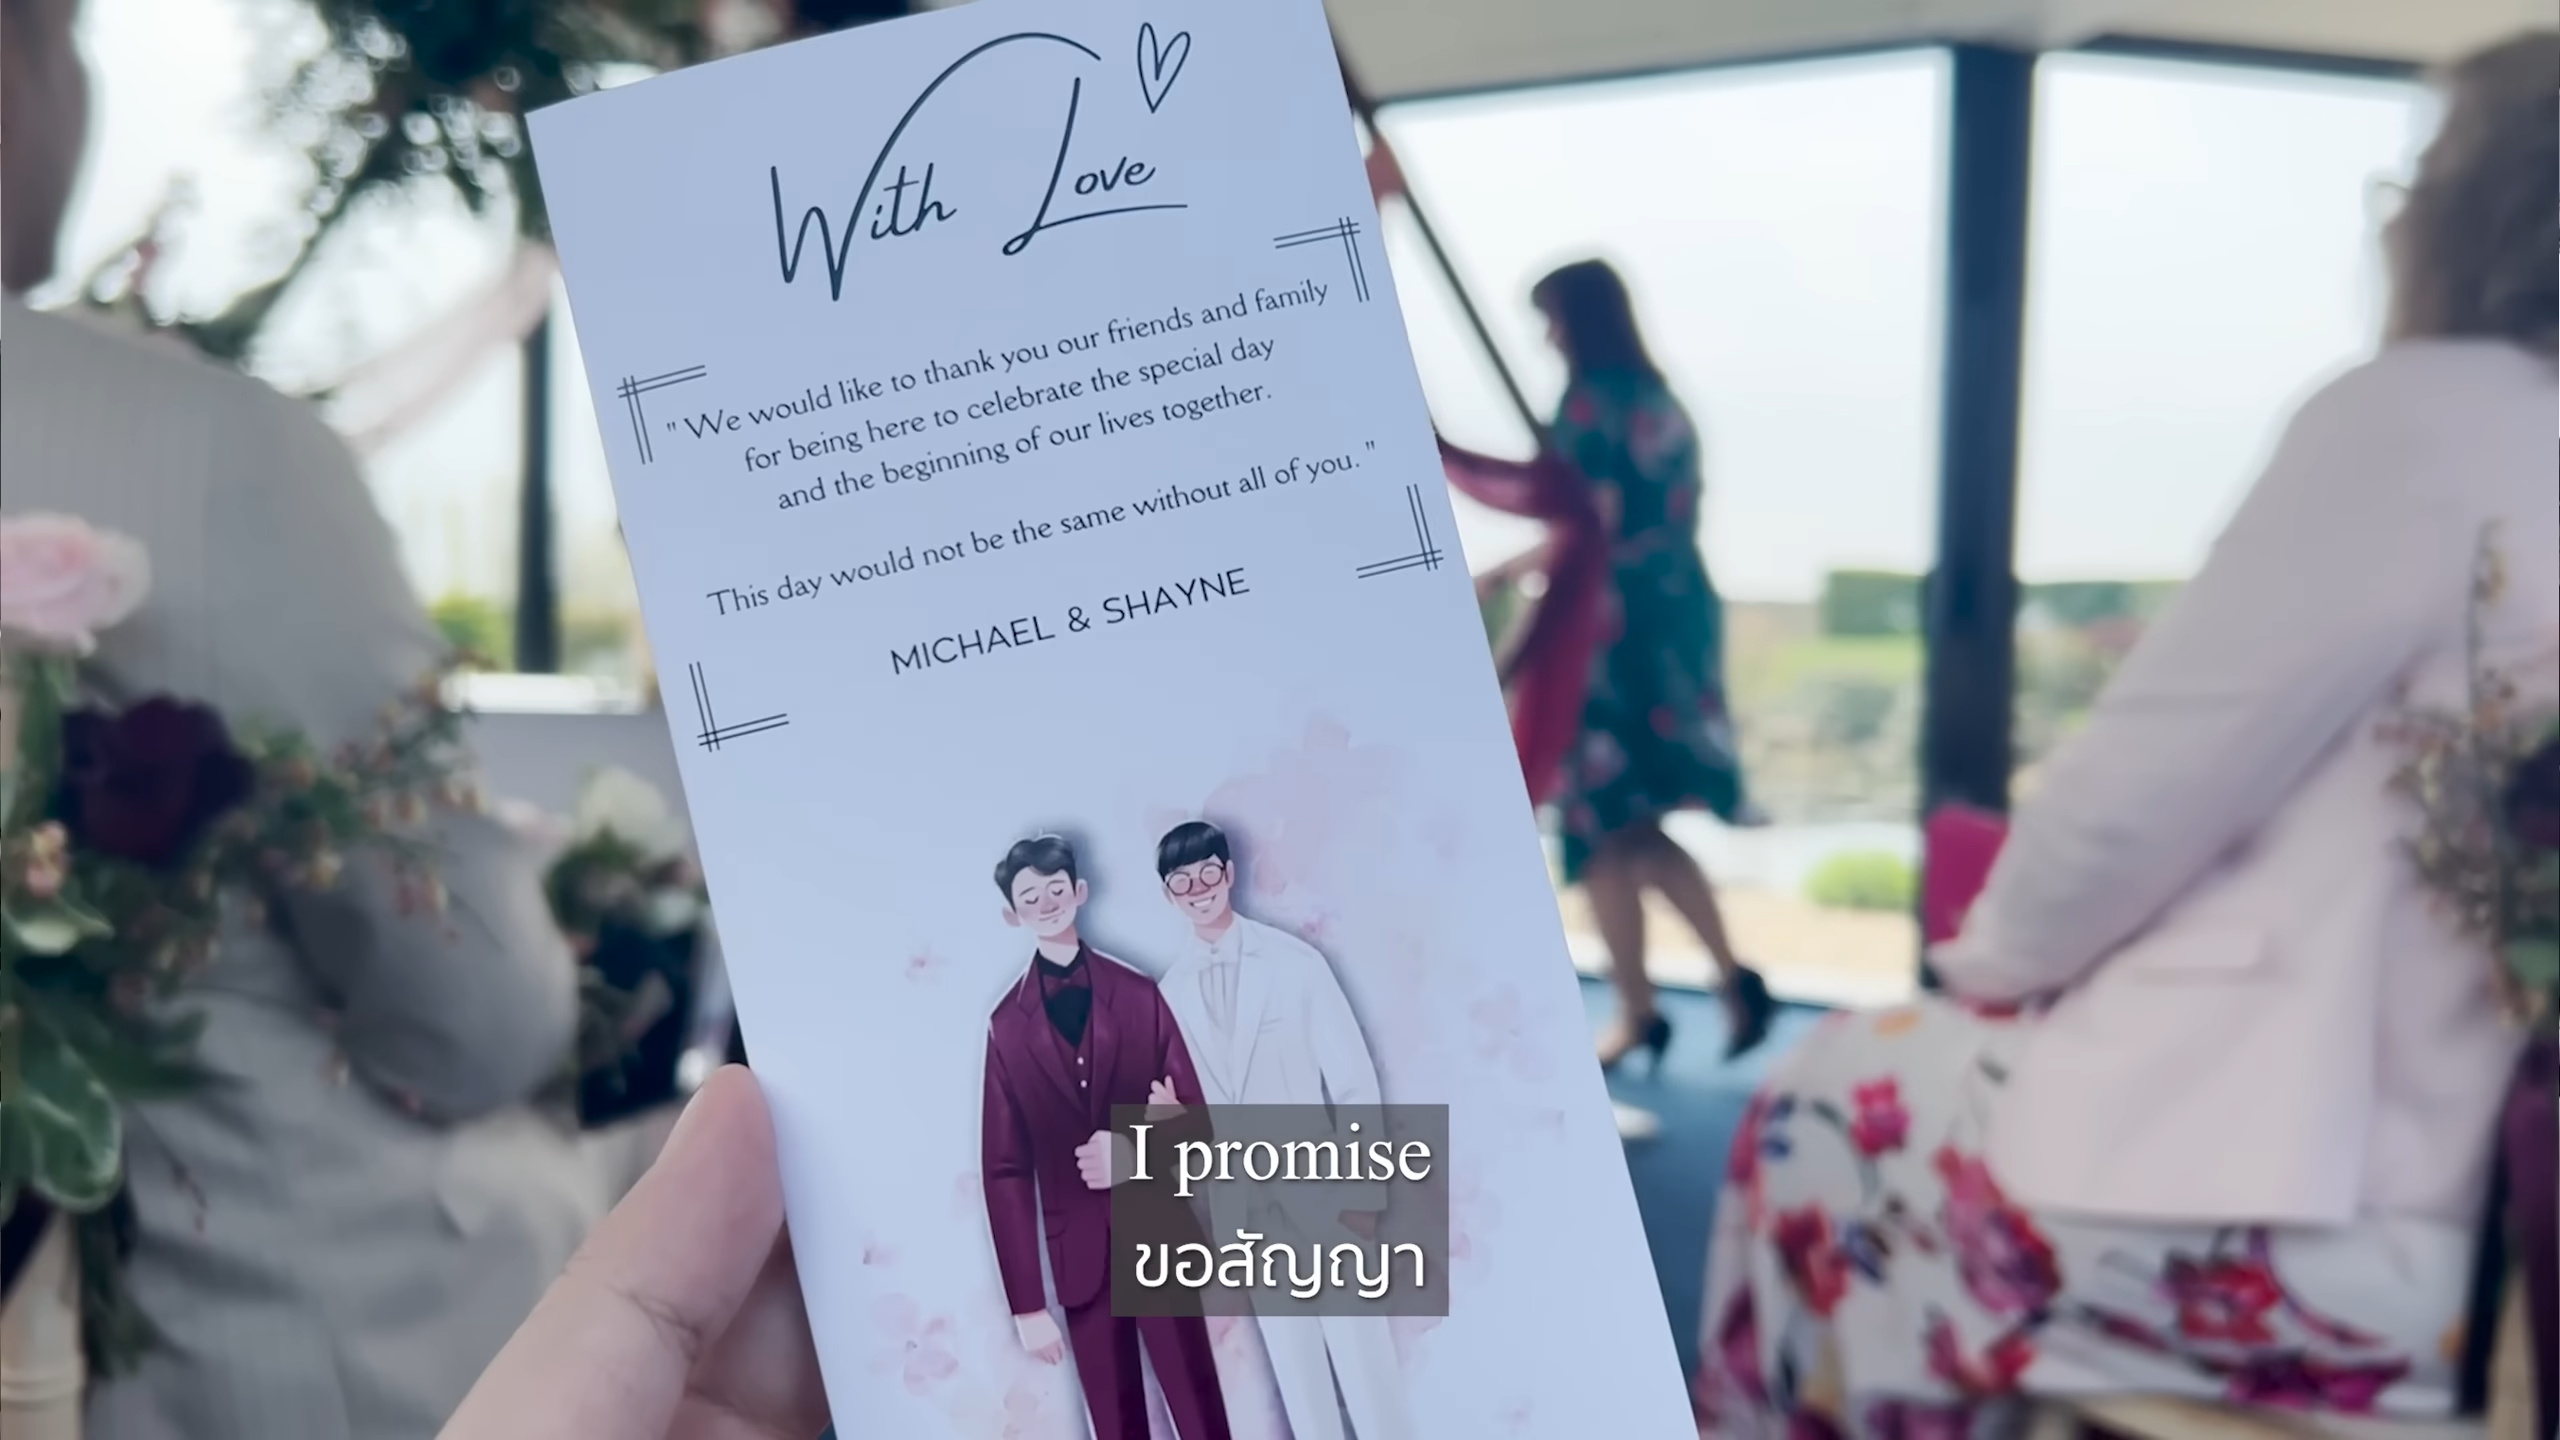 With Love
" We would like to thank you our friends and family
for being here to celebrate the special day
and the beginning of our lives together.
This day would not be the same without all of you. "
MICHAEL & SHAYNE
I promise
ขอสัญญา